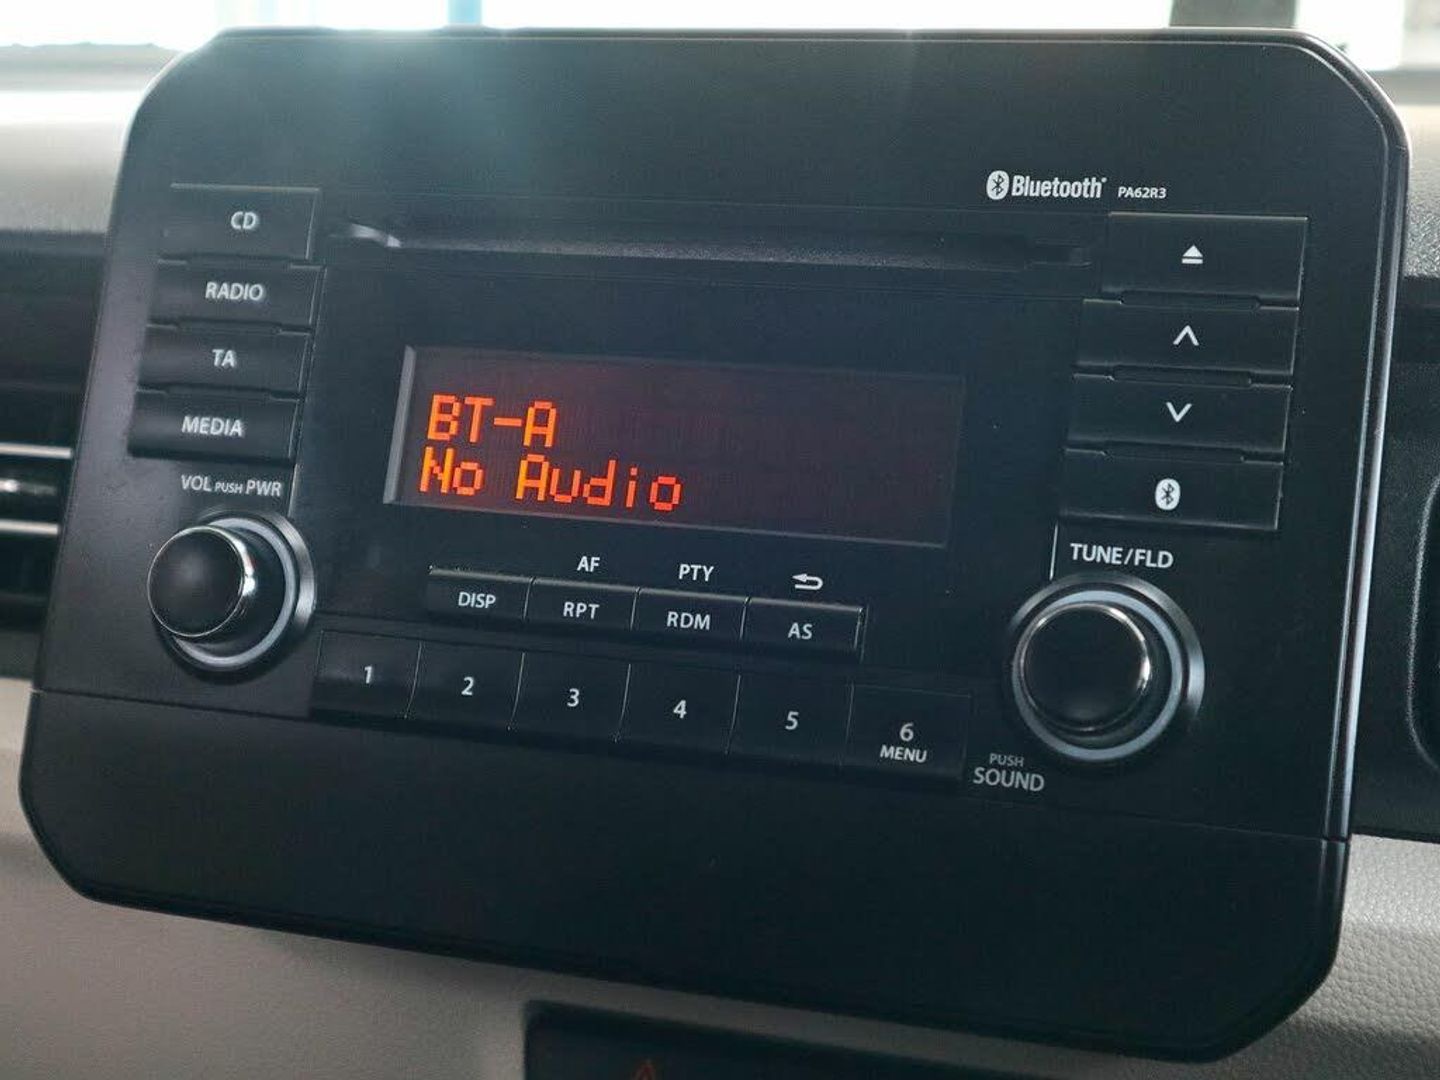 Bluetooth PA62R3
CD
RADIO
TA
MEDIA
VOL PUSH PWR
BT-A
No Audio
TUNE/FLD
AF PTY
DISP RPT RDM AS
1 2 3 4 5 6
MENU
PUSH
SOUND